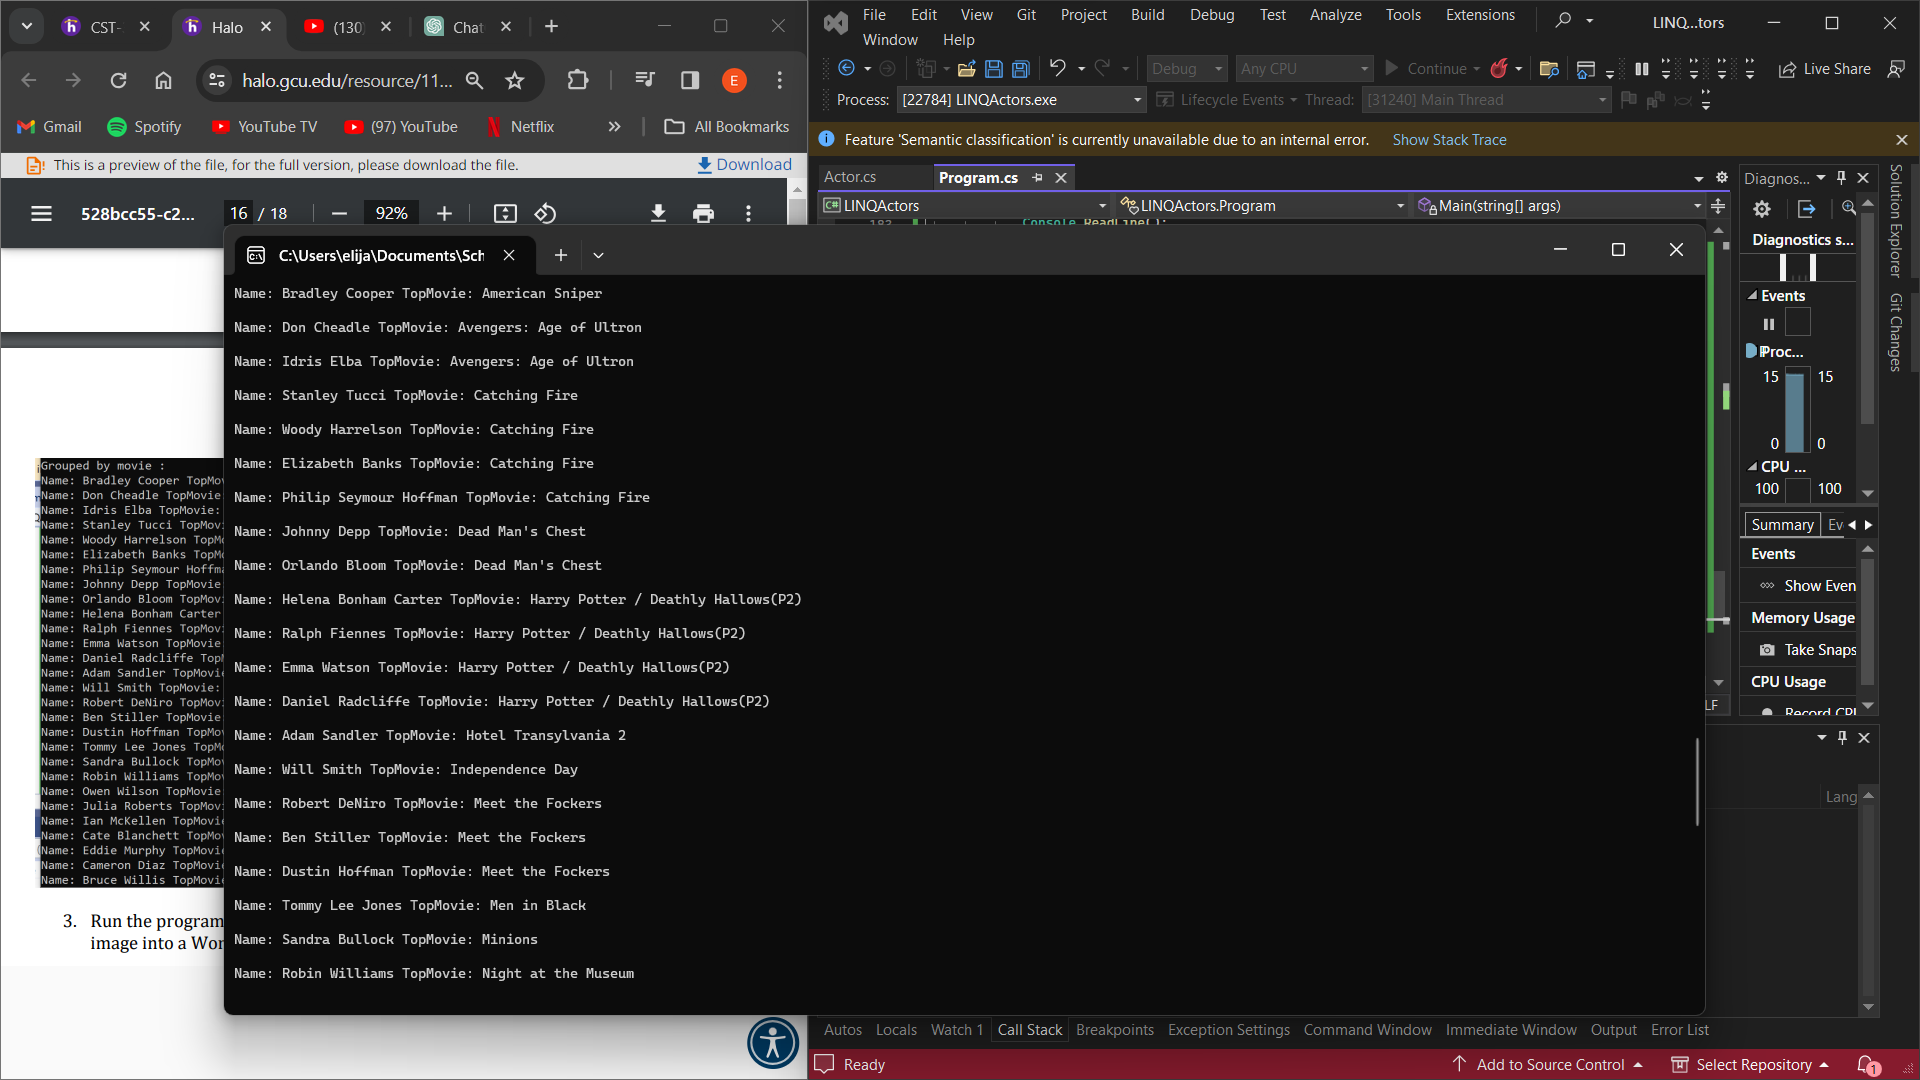 CST-
Halo
(130)
Chat
halo.gcu.edu/resource/11...
E
Gmail
Spotify
YouTube TV
(97) YouTube
Netflix
All Bookmarks
This is a preview of the file, for the full version, please download the file.
Download
528bcc55-c2...
16 / 18
92%
Grouped by movie :
Name: Bradley Cooper TopMov
Name: Don Cheadle TopMovie
Name: Idris Elba TopMovie:
Name: Stanley Tucci TopMov
Name: Woody Harrelson TopM
Name: Elizabeth Banks TopM
Name: Philip Seymour Hoffm
Name: Johnny Depp TopMovie
Name: Orlando Bloom TopMov
Name: Helena Bonham Carter
Name: Ralph Fiennes TopMov
Name: Emma Watson TopMovie
Name: Daniel Radcliffe Top
Name: Adam Sandler TopMovi
Name: Will Smith TopMovie:
Name: Robert DeNiro TopMov
Name: Ben Stiller TopMovie
Name: Dustin Hoffman TopMo
Name: Tommy Lee Jones TopM
Name: Sandra Bullock TopMo
Name: Robin Williams TopMo
Name: Owen Wilson TopMovie
Name: Julia Roberts TopMov
Name: Ian McKellen TopMovi
Name: Cate Blanchett TopMo
Name: Eddie Murphy TopMovi
Name: Cameron Diaz TopMovi
Name: Bruce Willis TopMovi
3. Run the program
image into a Wor
File Edit View Git Project Build Debug Test Analyze Tools Extensions
Window Help
LINQ...tors
Debug
Any CPU
Continue
Live Share
Process: [22784] LINQActors.exe
Lifecycle Events
Thread: [31240] Main Thread
Feature 'Semantic classification' is currently unavailable due to an internal error.
Show Stack Trace
Actor.cs
Program.cs
LINQActors
LINQActors.Program
Main(string[] args)
183
Console.ReadLine();
C:\Users\elija\Documents\Sch
Name: Bradley Cooper TopMovie: American Sniper
Name: Don Cheadle TopMovie: Avengers: Age of Ultron
Name: Idris Elba TopMovie: Avengers: Age of Ultron
Name: Stanley Tucci TopMovie: Catching Fire
Name: Woody Harrelson TopMovie: Catching Fire
Name: Elizabeth Banks TopMovie: Catching Fire
Name: Philip Seymour Hoffman TopMovie: Catching Fire
Name: Johnny Depp TopMovie: Dead Man's Chest
Name: Orlando Bloom TopMovie: Dead Man's Chest
Name: Helena Bonham Carter TopMovie: Harry Potter / Deathly Hallows(P2)
Name: Ralph Fiennes TopMovie: Harry Potter / Deathly Hallows(P2)
Name: Emma Watson TopMovie: Harry Potter / Deathly Hallows(P2)
Name: Daniel Radcliffe TopMovie: Harry Potter / Deathly Hallows(P2)
Name: Adam Sandler TopMovie: Hotel Transylvania 2
Name: Will Smith TopMovie: Independence Day
Name: Robert DeNiro TopMovie: Meet the Fockers
Name: Ben Stiller TopMovie: Meet the Fockers
Name: Dustin Hoffman TopMovie: Meet the Fockers
Name: Tommy Lee Jones TopMovie: Men in Black
Name: Sandra Bullock TopMovie: Minions
Name: Robin Williams TopMovie: Night at the Museum
Diagnos...
Diagnostics s...
Events
Proc...
15 15
0 0
CPU ...
100 100
Summary Ev
Events
Show Even
Memory Usage
Take Snaps
CPU Usage
Record CPU
LF
Lang
Solution Explorer
Git Changes
Autos Locals Watch 1 Call Stack Breakpoints Exception Settings Command Window Immediate Window Output Error List
Ready
Add to Source Control
Select Repository
1